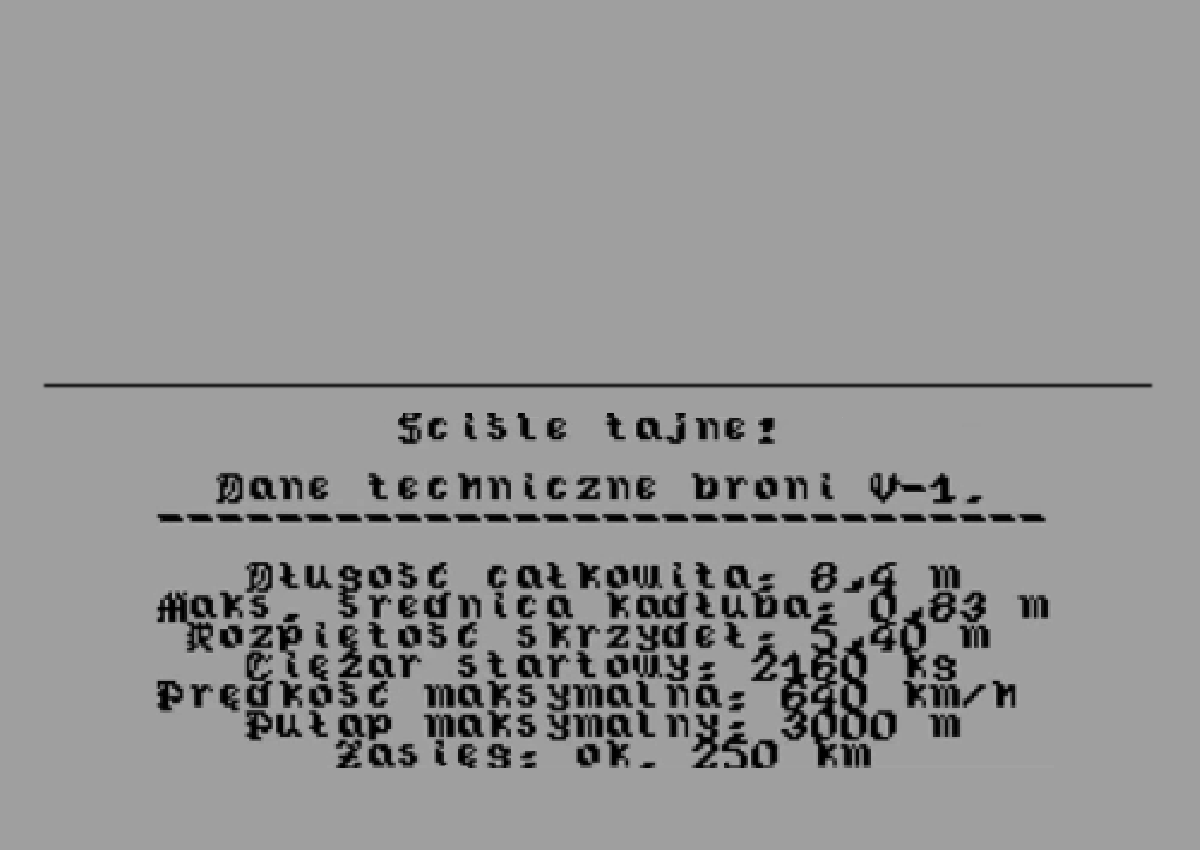 Ściśle tajne!
Dane techniczne broni V-1.
-------------------------------
Długość całkowita: 8,4 m
Maks. średnica kadłuba: 0,83 m
Rozpiętość skrzydeł: 5,40 m
Ciężar startowy: 2160 kg
Prędkość maksymalna: 640 km/h
Pułap maksymalny: 3000 m
Zasięg: ok. 250 km